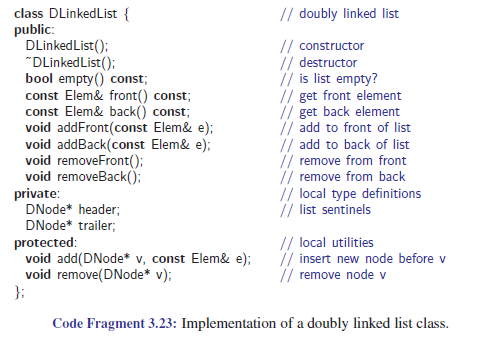 class DLinkedList { // doubly linked list
public:
DLinkedList(); // constructor
~DLinkedList(); // destructor
bool empty() const; // is list empty?
const Elem& front() const; // get front element
const Elem& back() const; // get back element
void addFront(const Elem& e); // add to front of list
void addBack(const Elem& e); // add to back of list
void removeFront(); // remove from front
void removeBack(); // remove from back
private: // local type definitions
DNode* header; // list sentinels
DNode* trailer;
protected: // local utilities
void add(DNode* v, const Elem& e); // insert new node before v
void remove(DNode* v); // remove node v
};
Code Fragment 3.23: Implementation of a doubly linked list class.